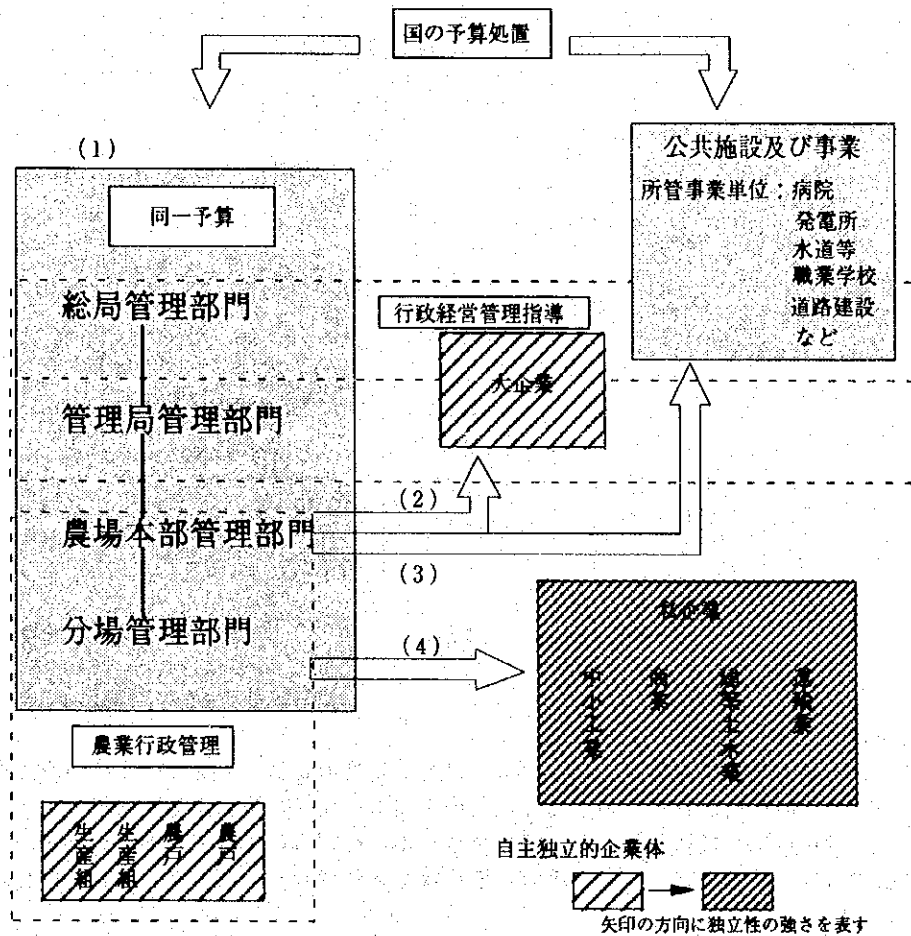 国の予算処置
(1)
同一予算
総局管理部門
管理局管理部門
農場本部管理部門
分場管理部門
農業行政管理
生産組
生産組
農戸
農戸
公共施設及び事業
所管事業単位:病院
発電所
水道等
職業学校
道路建設
など
行政経営管理指導
大企業
(2)
(3)
(4)
私企業
中小工業
商業
建築土木業
運輸業
自主独立的企業体
矢印の方向に独立性の強さを表す